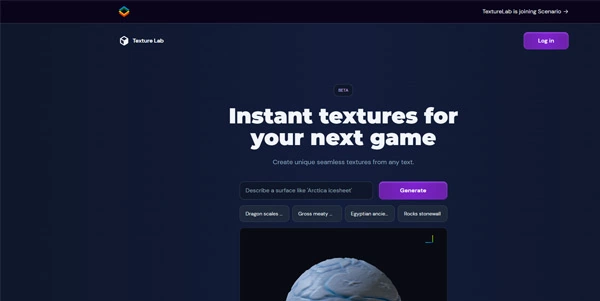 TextureLab is joining Scenario →
Texture Lab
Log in
BETA
Instant textures for
your next game
Create unique seamless textures from any text.
Describe a surface like 'Arctica icesheet'
Generate
Dragon scales ...
Gross meaty ...
Egyptian ancie...
Rocks stonewall